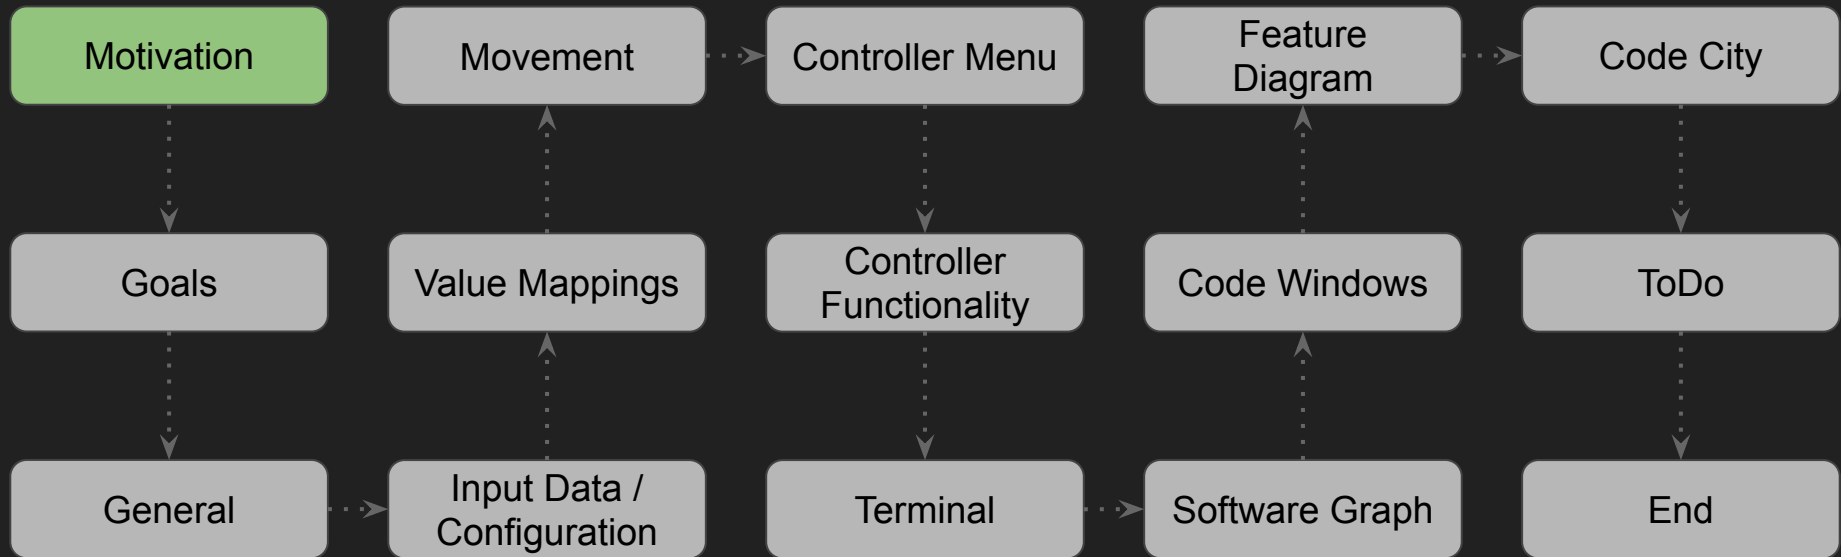 Motivation
Goals
General
Input Data /
Configuration
Value Mappings
Movement
Controller Menu
Controller
Functionality
Terminal
Software Graph
Code Windows
Feature
Diagram
Code City
ToDo
End